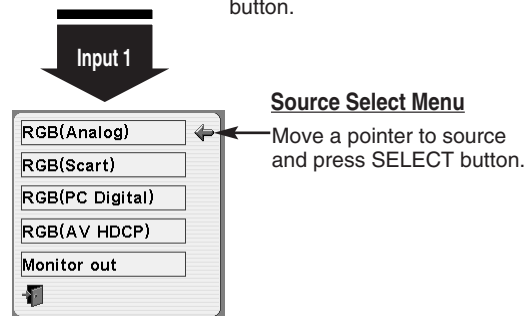 button.
Input 1
Source Select Menu
Move a pointer to source
and press SELECT button.
RGB(Analog)
RGB(Scart)
RGB(PC Digital)
RGB(AV HDCP)
Monitor out